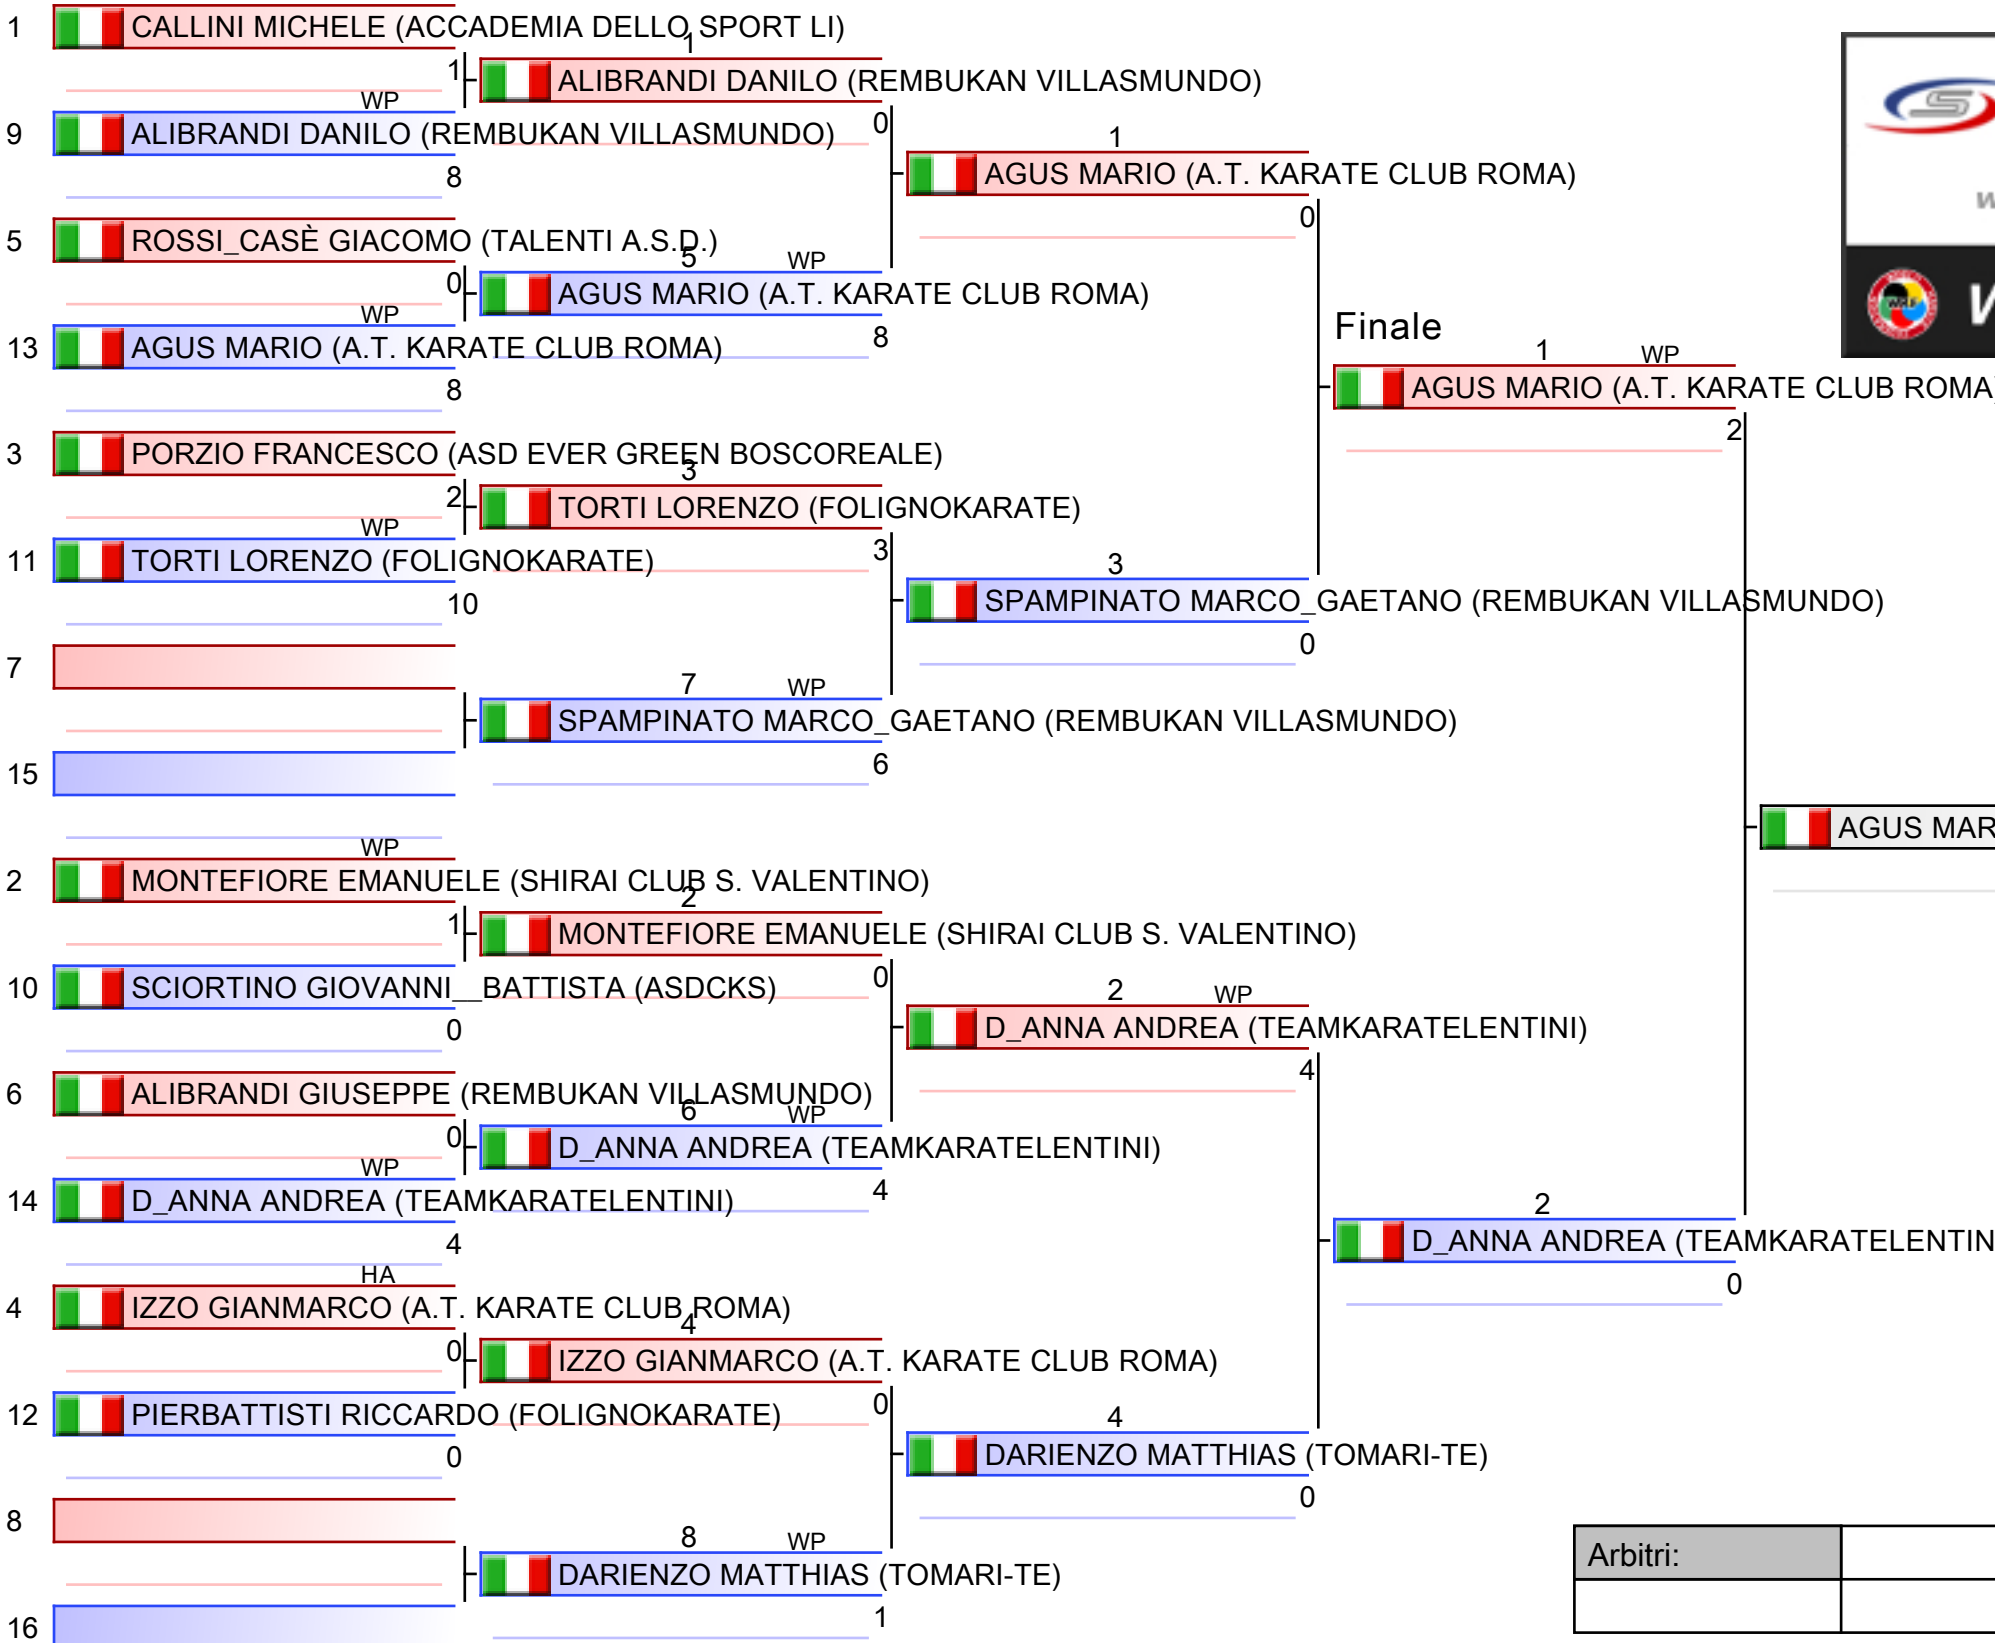 1 CALLINI MICHELE (ACCADEMIA DELLO SPORT LI)
1
1 ALIBRANDI DANILO (REMBUKAN VILLASMUNDO)
WP
9 ALIBRANDI DANILO (REMBUKAN VILLASMUNDO)
0
8
1
AGUS MARIO (A.T. KARATE CLUB ROMA)
0
5 ROSSI_CASÈ GIACOMO (TALENTI A.S.D.)
5 WP
0 AGUS MARIO (A.T. KARATE CLUB ROMA)
WP
13 AGUS MARIO (A.T. KARATE CLUB ROMA)
8
8
Finale
1 WP
AGUS MARIO (A.T. KARATE CLUB ROMA)
2
3 PORZIO FRANCESCO (ASD EVER GREEN BOSCOREALE)
3
2 TORTI LORENZO (FOLIGNOKARATE)
WP
11 TORTI LORENZO (FOLIGNOKARATE)
3
10
3
SPAMPINATO MARCO_GAETANO (REMBUKAN VILLASMUNDO)
0
7
7 WP
SPAMPINATO MARCO_GAETANO (REMBUKAN VILLASMUNDO)
15
6
AGUS MAR
WP
2 MONTEFIORE EMANUELE (SHIRAI CLUB S. VALENTINO)
2
1 MONTEFIORE EMANUELE (SHIRAI CLUB S. VALENTINO)
10 SCIORTINO GIOVANNI__BATTISTA (ASDCKS)
0
0
2 WP
D_ANNA ANDREA (TEAMKARATELENTINI)
4
6 ALIBRANDI GIUSEPPE (REMBUKAN VILLASMUNDO)
6 WP
0 D_ANNA ANDREA (TEAMKARATELENTINI)
WP
14 D_ANNA ANDREA (TEAMKARATELENTINI)
4
4
2
D_ANNA ANDREA (TEAMKARATELENTIN
0
HA
4 IZZO GIANMARCO (A.T. KARATE CLUB ROMA)
4
0 IZZO GIANMARCO (A.T. KARATE CLUB ROMA)
12 PIERBATTISTI RICCARDO (FOLIGNOKARATE)
0
0
4
DARIENZO MATTHIAS (TOMARI-TE)
0
8
8 WP
DARIENZO MATTHIAS (TOMARI-TE)
16
1
Arbitri: